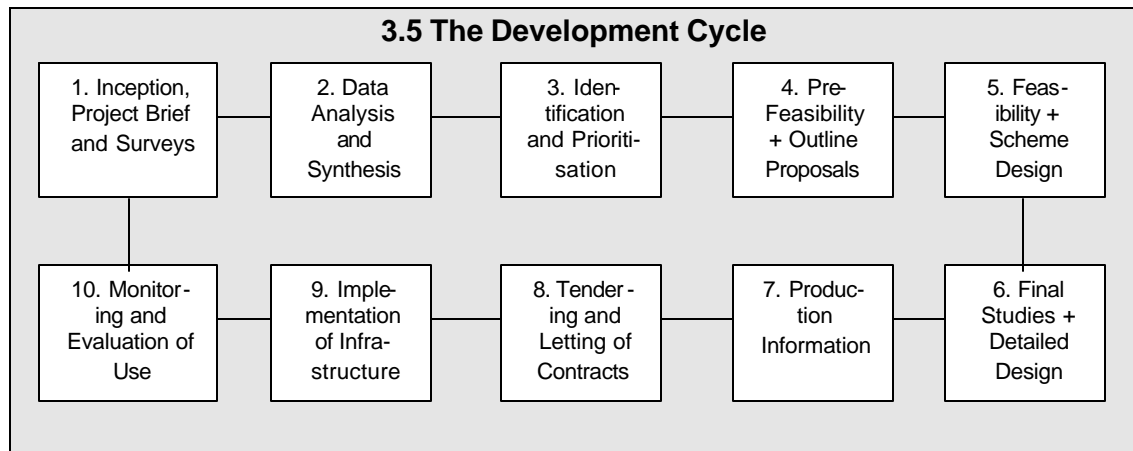 3.5 The Development Cycle
1. Inception,
Project Brief
and Surveys
2. Data
Analysis
and
Synthesis
3. Iden-
tification
and Prioriti-
sation
4. Pre-
Feasibility
+ Outline
Proposals
5. Feas-
ibility +
Scheme
Design
10. Monitor-
ing and
Evaluation of
Use
9. Imple-
mentation
of Infra-
structure
8. Tender-
ing and
Letting of
Contracts
7. Produc-
tion
Information
6. Final
Studies +
Detailed
Design